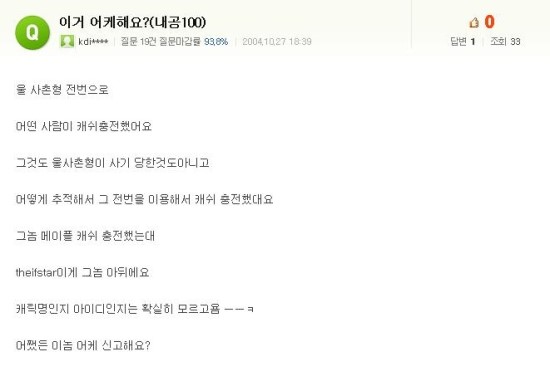 Q 이거 어케해요?(내공100)
0
kdi**** 질문 19건 질문마감률 93.8% 2004.10.27 18:39
답변 1 조회 33
울 사촌형 전번으로
어떤 사람이 캐쉬충전했어요
그것도 울사촌형이 사기 당한것도아니고
어떻게 추적해서 그 전번을 이용해서 캐쉬 충전했대요
그놈 메이플 캐쉬 충전했는대
theifstar이게 그놈 아뒤에요
캐릭명인지 아이디인지는 확실히 모르고욤 ㅡㅡㅋ
어쨌든 이놈 어케 신고해요?